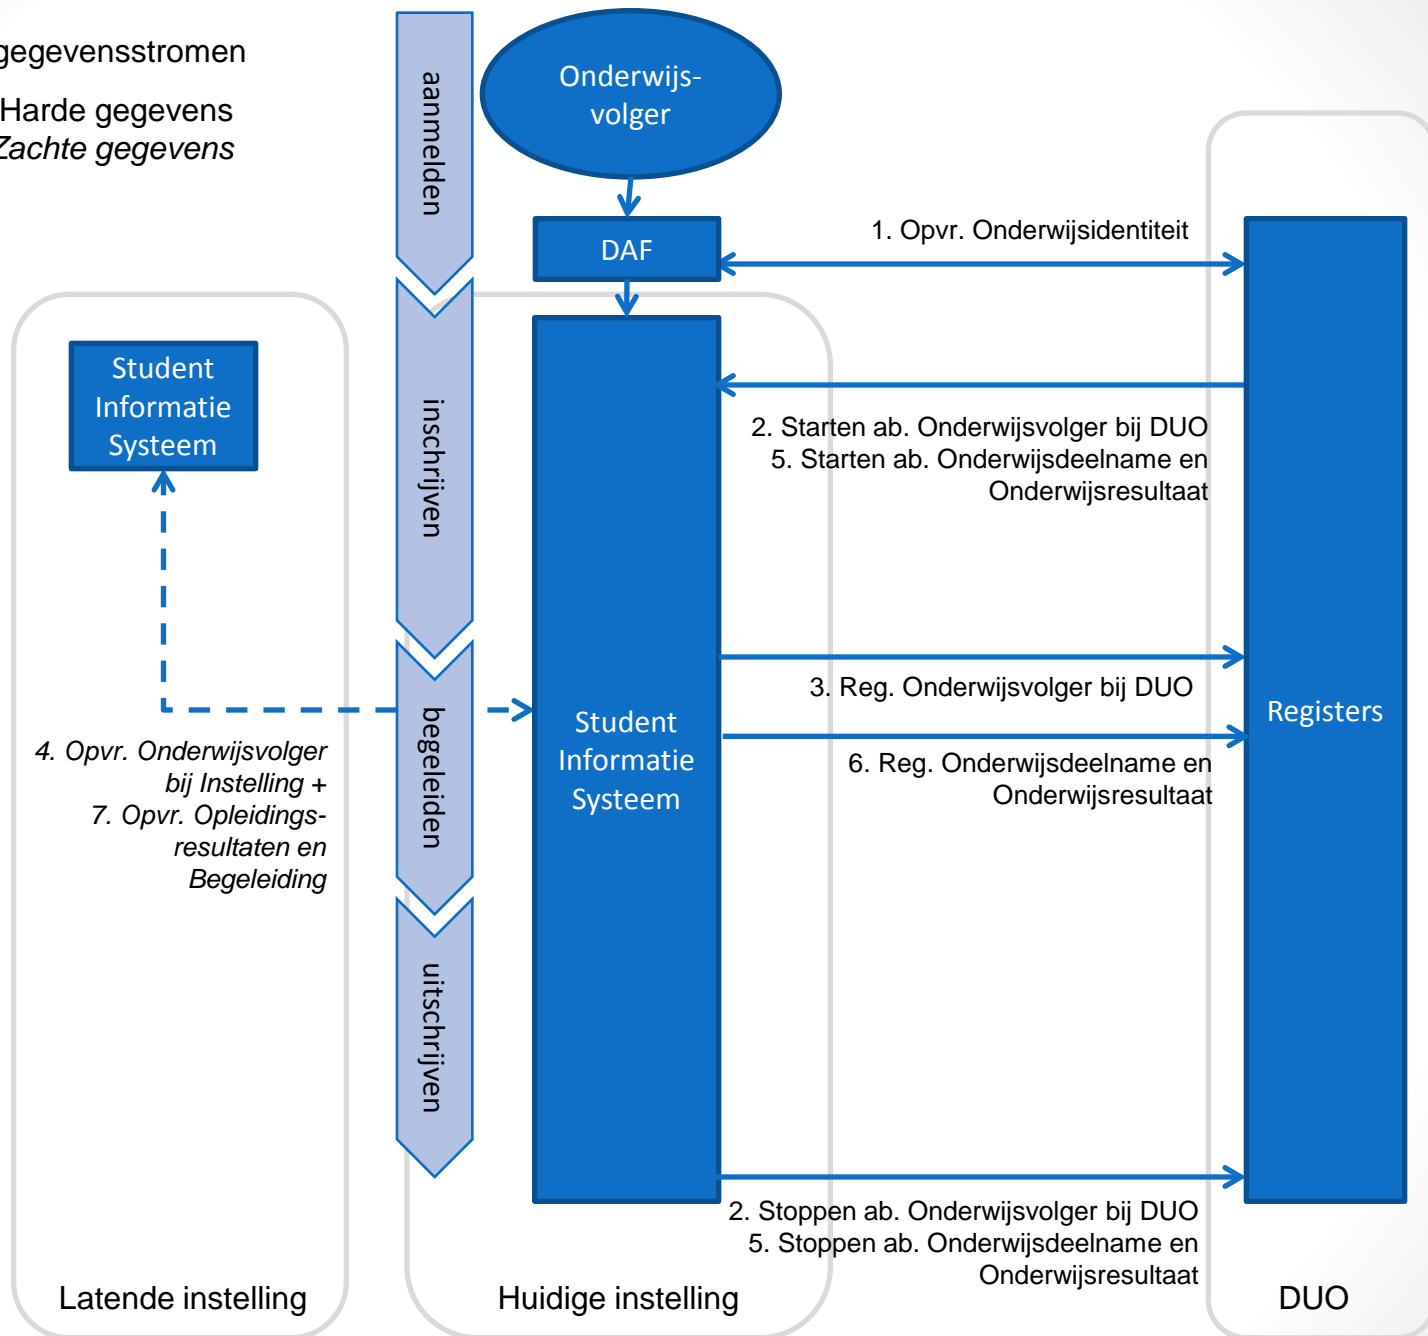 gegevensstromen
Harde gegevens
Zachte gegevens
aanmelden
inschrijven
begeleiden
uitschrijven
Onderwijs-
volger
DAF
1. Opvr. Onderwijsidentiteit
Student
Informatie
Systeem
2. Starten ab. Onderwijsvolger bij DUO
5. Starten ab. Onderwijsdeelname en
Onderwijsresultaat
3. Reg. Onderwijsvolger bij DUO
Student
Informatie
Systeem
Registers
4. Opvr. Onderwijsvolger
bij Instelling +
7. Opvr. Opleidings-
resultaten en
Begeleiding
6. Reg. Onderwijsdeelname en
Onderwijsresultaat
2. Stoppen ab. Onderwijsvolger bij DUO
5. Stoppen ab. Onderwijsdeelname en
Onderwijsresultaat
Latende instelling
Huidige instelling
DUO